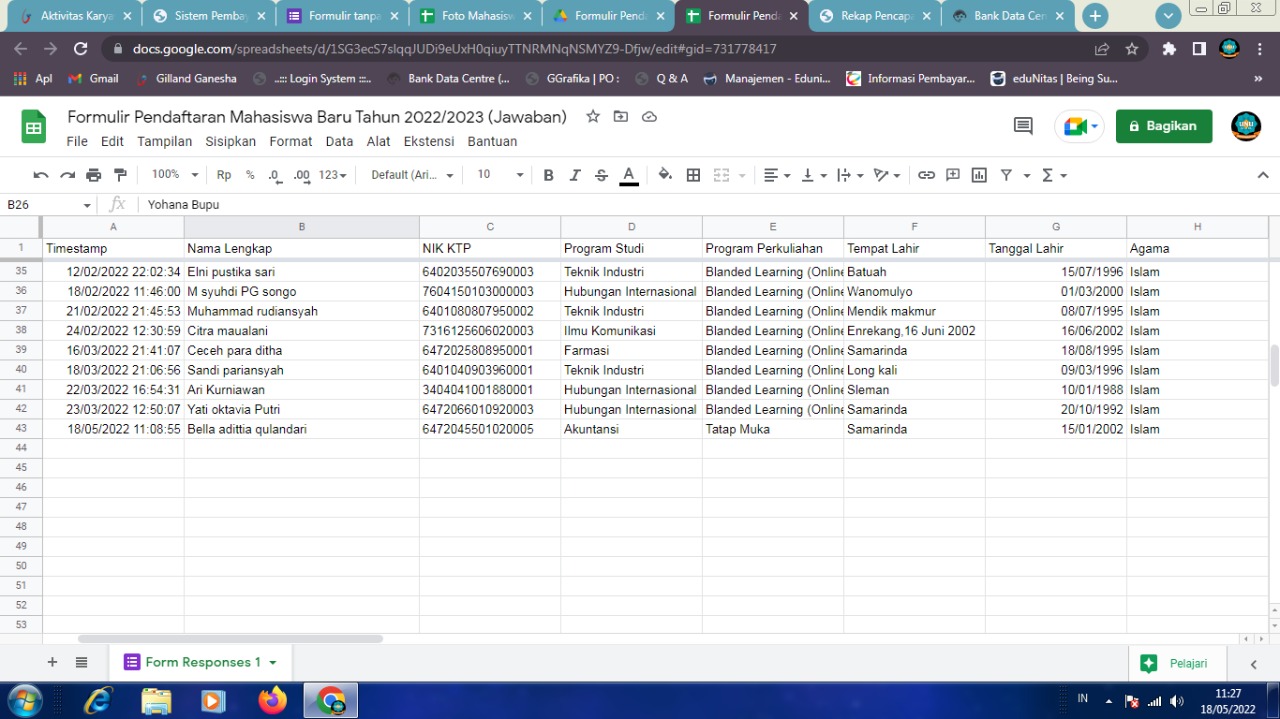 Aktivitas Karya Sistem Pembay Formulir tanpa Foto Mahasisw Formulir Penda Formulir Penda Rekap Pencapa Bank Data Cen
docs.google.com/spreadsheets/d/1SG3ecS7slqqJUDi9eUxH0qiuyTTNRMNqNSMYZ9-Dfjw/edit#gid=731778417
Apl Gmail Gilland Ganesha ..::: Login System :::.. Bank Data Centre (... GGrafika | PO : Q & A Manajemen - Eduni... Informasi Pembayar... eduNitas | Being Su... »
Formulir Pendaftaran Mahasiswa Baru Tahun 2022/2023 (Jawaban)
File Edit Tampilan Sisipkan Format Data Alat Ekstensi Bantuan
Bagikan
100% Rp % .0 .00 123 Default (Ari... 10 B I S A
B26 fx Yohana Bupu
A B C D E F G H
1 Timestamp Nama Lengkap NIK KTP Program Studi Program Perkuliahan Tempat Lahir Tanggal Lahir Agama
35 12/02/2022 22:02:34 Elni pustika sari 6402035507690003 Teknik Industri Blanded Learning (Online Batuah 15/07/1996 Islam
36 18/02/2022 11:46:00 M syuhdi PG songo 7604150103000003 Hubungan Internasional Blanded Learning (Online Wanomulyo 01/03/2000 Islam
37 21/02/2022 21:45:53 Muhammad rudiansyah 6401080807950002 Teknik Industri Blanded Learning (Online Mendik makmur 08/07/1995 Islam
38 24/02/2022 12:30:59 Citra maualani 7316125606020003 Ilmu Komunikasi Blanded Learning (Online Enrekang,16 Juni 2002 16/06/2002 Islam
39 16/03/2022 21:41:07 Ceceh para ditha 6472025808950001 Farmasi Blanded Learning (Online Samarinda 18/08/1995 Islam
40 18/03/2022 21:06:56 Sandi pariansyah 6401040903960001 Teknik Industri Blanded Learning (Online Long kali 09/03/1996 Islam
41 22/03/2022 16:54:31 Ari Kurniawan 3404041001880001 Hubungan Internasional Blanded Learning (Online Sleman 10/01/1988 Islam
42 23/03/2022 12:50:07 Yati oktavia Putri 6472066010920003 Hubungan Internasional Blanded Learning (Online Samarinda 20/10/1992 Islam
43 18/05/2022 11:08:55 Bella adittia qulandari 6472045501020005 Akuntansi Tatap Muka Samarinda 15/01/2002 Islam
44
45
46
47
48
49
50
51
52
53
Form Responses 1 Pelajari
IN 11:27
18/05/2022